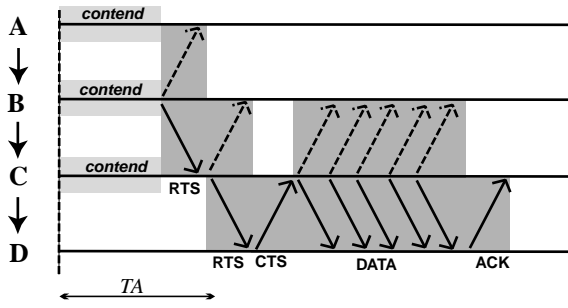 A
contend
B
contend
C
contend
RTS
D
RTS CTS DATA ACK
TA